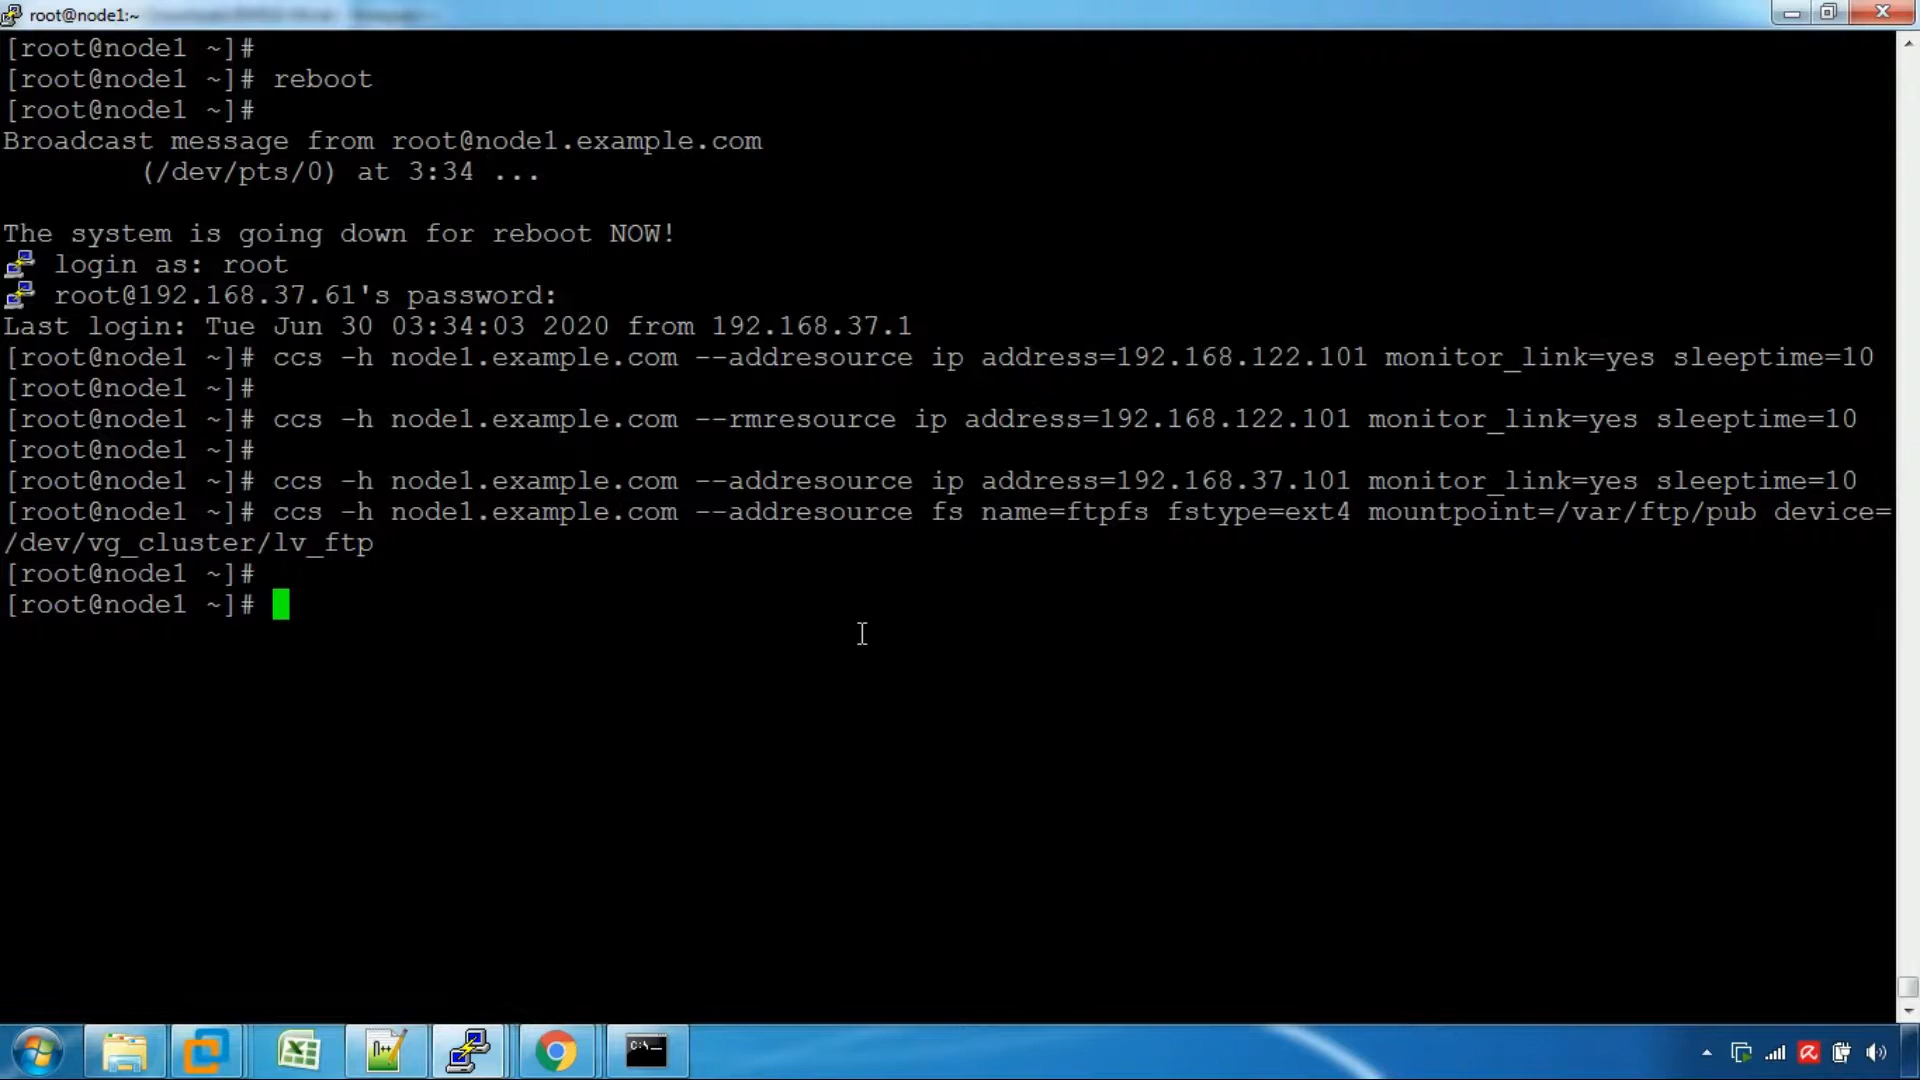 root@node1:~
[root@node1 ~]#
[root@node1 ~]# reboot
[root@node1 ~]#
Broadcast message from root@node1.example.com
(/dev/pts/0) at 3:34 ...
The system is going down for reboot NOW!
login as: root
root@192.168.37.61's password:
Last login: Tue Jun 30 03:34:03 2020 from 192.168.37.1
[root@node1 ~]# ccs -h node1.example.com --addresource ip address=192.168.122.101 monitor_link=yes sleeptime=10
[root@node1 ~]#
[root@node1 ~]# ccs -h node1.example.com --rmresource ip address=192.168.122.101 monitor_link=yes sleeptime=10
[root@node1 ~]#
[root@node1 ~]# ccs -h node1.example.com --addresource ip address=192.168.37.101 monitor_link=yes sleeptime=10
[root@node1 ~]# ccs -h node1.example.com --addresource fs name=ftpfs fstype=ext4 mountpoint=/var/ftp/pub device=
/dev/vg_cluster/lv_ftp
[root@node1 ~]#
[root@node1 ~]#